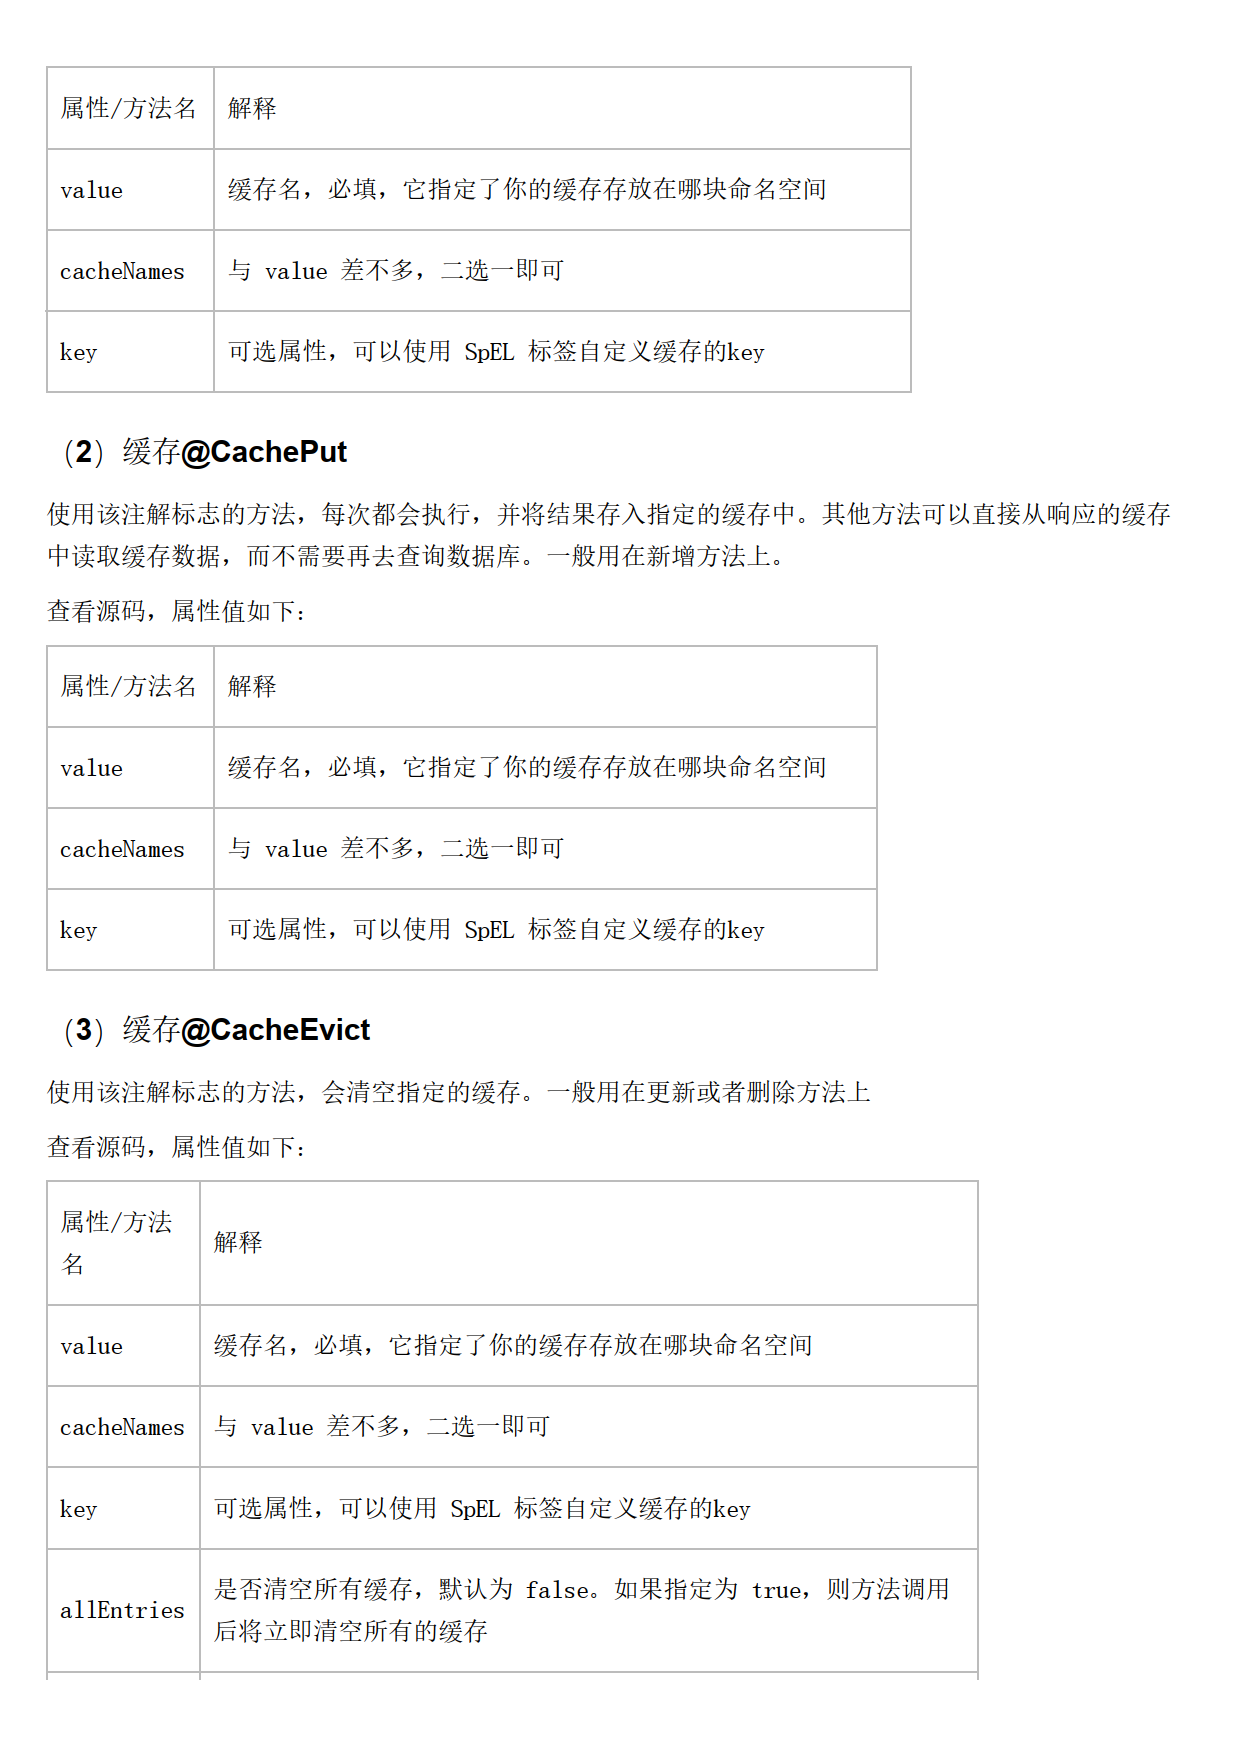 属性/方法名 解释
value 缓存名，必填，它指定了你的缓存存放在哪块命名空间
cacheNames 与 value 差不多，二选一即可
key 可选属性，可以使用 SpEL 标签自定义缓存的key
（2）缓存@CachePut
使用该注解标志的方法，每次都会执行，并将结果存入指定的缓存中。其他方法可以直接从响应的缓存
中读取缓存数据，而不需要再去查询数据库。一般用在新增方法上。
查看源码，属性值如下：
属性/方法名 解释
value 缓存名，必填，它指定了你的缓存存放在哪块命名空间
cacheNames 与 value 差不多，二选一即可
key 可选属性，可以使用 SpEL 标签自定义缓存的key
（3）缓存@CacheEvict
使用该注解标志的方法，会清空指定的缓存。一般用在更新或者删除方法上
查看源码，属性值如下：
属性/方法
名 解释
value 缓存名，必填，它指定了你的缓存存放在哪块命名空间
cacheNames 与 value 差不多，二选一即可
key 可选属性，可以使用 SpEL 标签自定义缓存的key
allEntries 是否清空所有缓存，默认为 false。如果指定为 true，则方法调用
后将立即清空所有的缓存